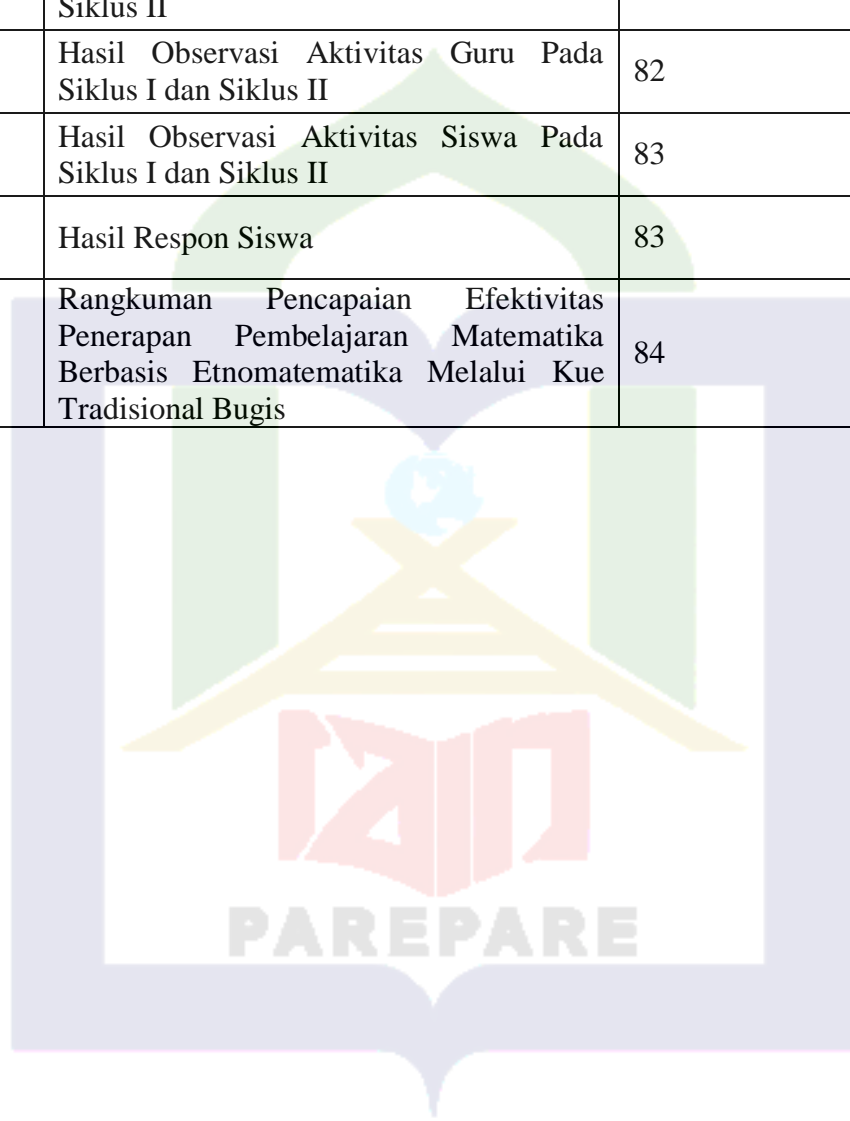 Siklus II
Hasil Observasi Aktivitas Guru Pada
Siklus I dan Siklus II
82
Hasil Observasi Aktivitas Siswa Pada
Siklus I dan Siklus II
83
Hasil Respon Siswa
83
Rangkuman Pencapaian Efektivitas
Penerapan Pembelajaran Matematika
Berbasis Etnomatematika Melalui Kue
Tradisional Bugis
84
iain
PAREPARE